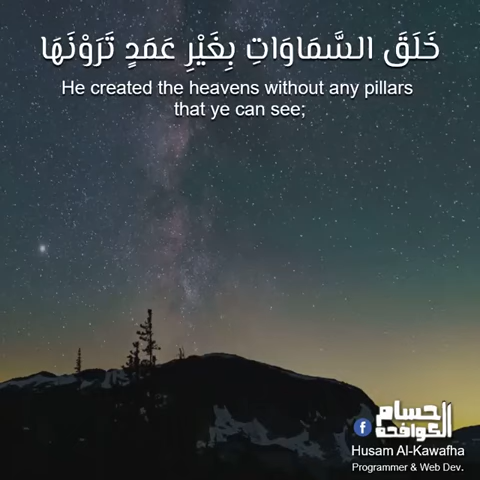 خَلَقَ السَّمَاوَاتِ بِغَيْرِ عَمَدٍ تَرَوْنَهَا
He created the heavens without any pillars
that ye can see;
حسام
الكوافحة
f
Husam Al-Kawafha
Programmer & Web Dev.